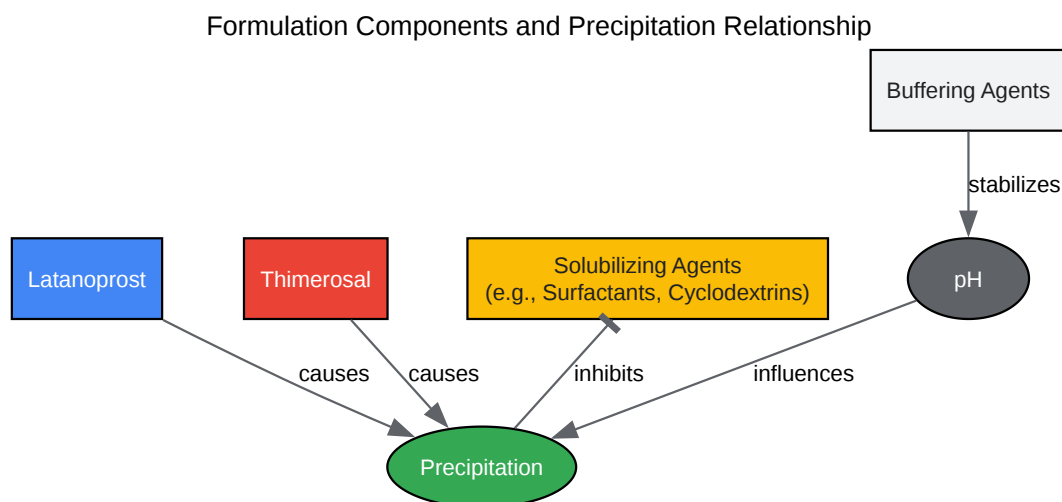 Formulation Components and Precipitation Relationship
Buffering Agents
stabilizes
Latanoprost
Thimerosal
Solubilizing Agents
(e.g., Surfactants, Cyclodextrins)
pH
causes
causes
inhibits
influences
Precipitation